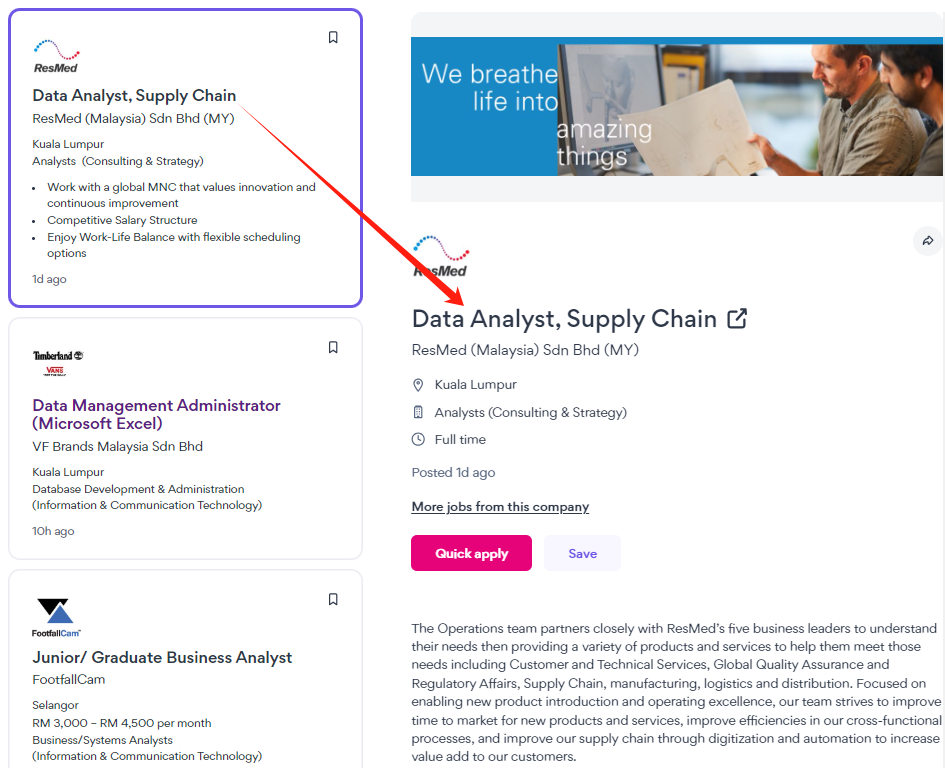 ResMed
Data Analyst, Supply Chain
ResMed (Malaysia) Sdn Bhd (MY)
Kuala Lumpur
Analysts (Consulting & Strategy)
• Work with a global MNC that values innovation and
continuous improvement
• Competitive Salary Structure
• Enjoy Work-Life Balance with flexible scheduling
options
1d ago
Timberland
VANS
Data Management Administrator
(Microsoft Excel)
VF Brands Malaysia Sdn Bhd
Kuala Lumpur
Database Development & Administration
(Information & Communication Technology)
10h ago
FootfallCam
Junior/ Graduate Business Analyst
FootfallCam
Selangor
RM 3,000 – RM 4,500 per month
Business/Systems Analysts
(Information & Communication Technology)
We breathe
life into
amazing
things
ResMed
Data Analyst, Supply Chain
ResMed (Malaysia) Sdn Bhd (MY)
Kuala Lumpur
Analysts (Consulting & Strategy)
Full time
Posted 1d ago
More jobs from this company
Quick apply
Save
The Operations team partners closely with ResMed's five business leaders to understand
their needs then providing a variety of products and services to help them meet those
needs including Customer and Technical Services, Global Quality Assurance and
Regulatory Affairs, Supply Chain, manufacturing, logistics and distribution. Focused on
enabling new product introduction and operating excellence, our team strives to improve
time to market for new products and services, improve efficiencies in our cross-functional
processes, and improve our supply chain through digitization and automation to increase
value add to our customers.